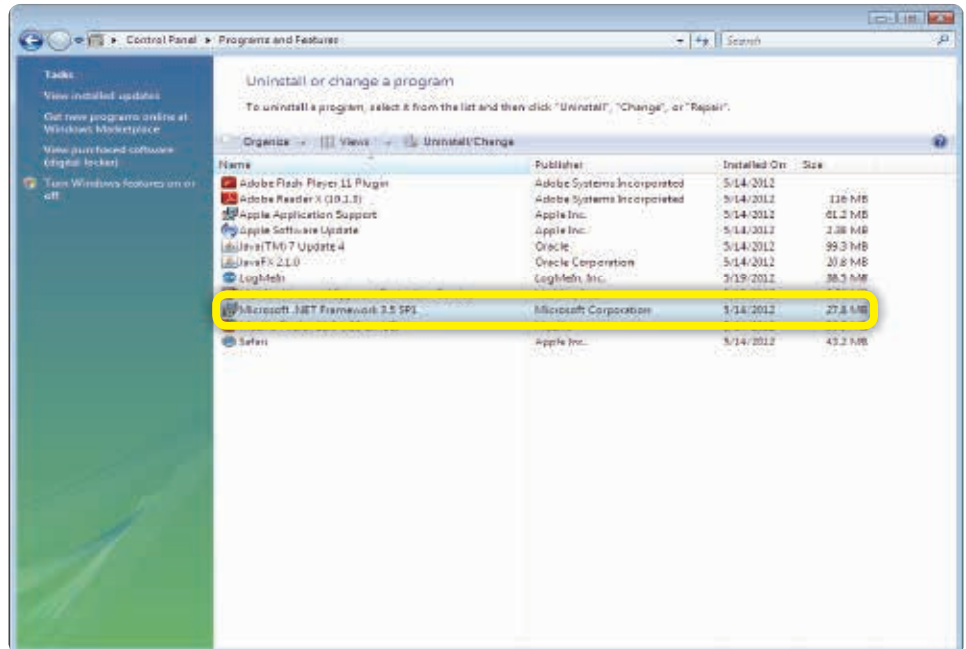 Control Panel ▸ Programs and Features
Search
Tasks
View installed updates
Get new programs online at
Windows Marketplace
View purchased software
(digital locker)
Turn Windows features on or
off
Uninstall or change a program
To uninstall a program, select it from the list and then click "Uninstall", "Change", or "Repair".
Organize Views Uninstall/Change
Name Publisher Installed On Size
Adobe Flash Player 11 Plugin Adobe Systems Incorporated 5/14/2012
Adobe Reader X (10.1.3) Adobe Systems Incorporated 5/14/2012 116 MB
Apple Application Support Apple Inc. 5/14/2012 61.2 MB
Apple Software Update Apple Inc. 5/14/2012 2.38 MB
Java(TM) 7 Update 4 Oracle 5/14/2012 99.3 MB
JavaFX 2.1.0 Oracle Corporation 5/14/2012 20.8 MB
LogMeIn LogMeIn, Inc. 5/19/2012 38.5 MB
Microsoft .NET Framework 3.5 SP1 Microsoft Corporation 5/14/2012 27.8 MB
Safari Apple Inc. 5/14/2012 43.2 MB